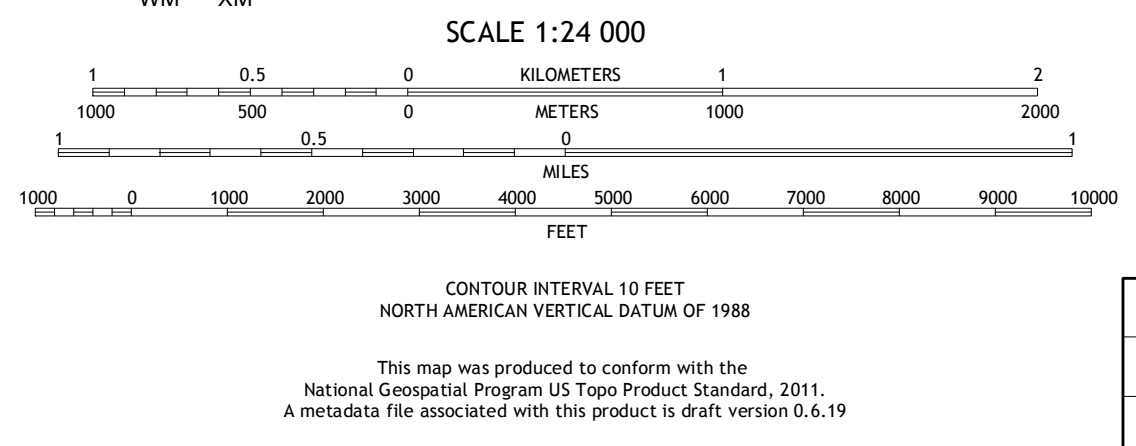 WM XM
SCALE 1:24 000
1 0.5 0 KILOMETERS 1 2
1000 500 0 METERS 1000 2000
1 0.5 0 1
MILES
1000 0 1000 2000 3000 4000 5000 6000 7000 8000 9000 10000
FEET
CONTOUR INTERVAL 10 FEET
NORTH AMERICAN VERTICAL DATUM OF 1988
This map was produced to conform with the
National Geospatial Program US Topo Product Standard, 2011.
A metadata file associated with this product is draft version 0.6.19